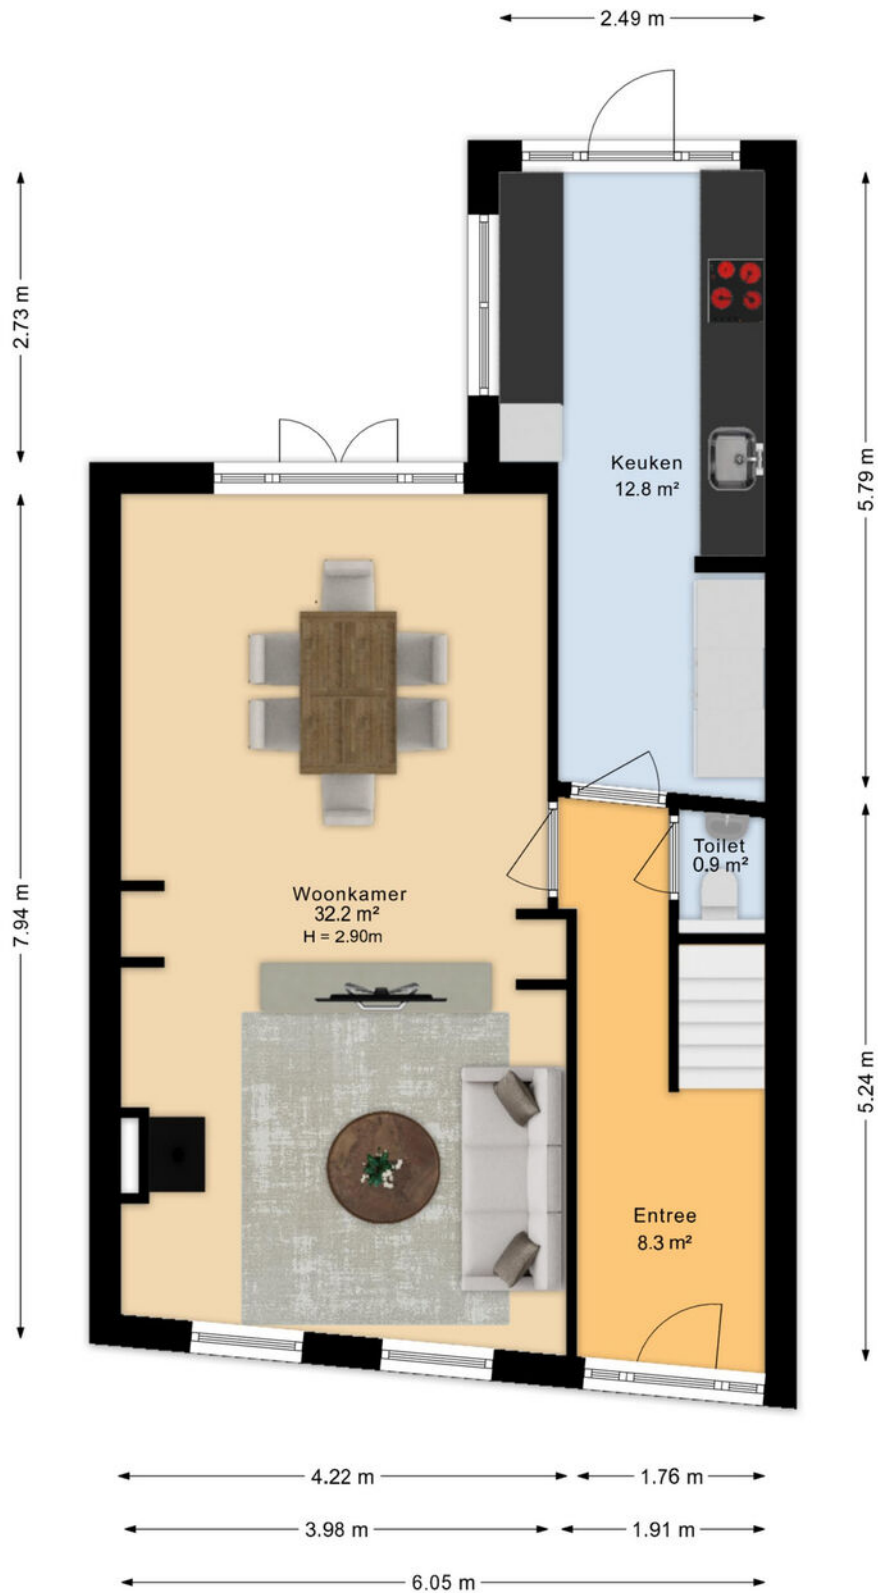 2.49 m
2.73 m
5.79 m
Keuken
12.8 m²
7.94 m
Toilet
0.9 m²
Woonkamer
32.2 m²
H = 2.90m
5.24 m
Entree
8.3 m²
4.22 m
1.76 m
3.98 m
1.91 m
6.05 m